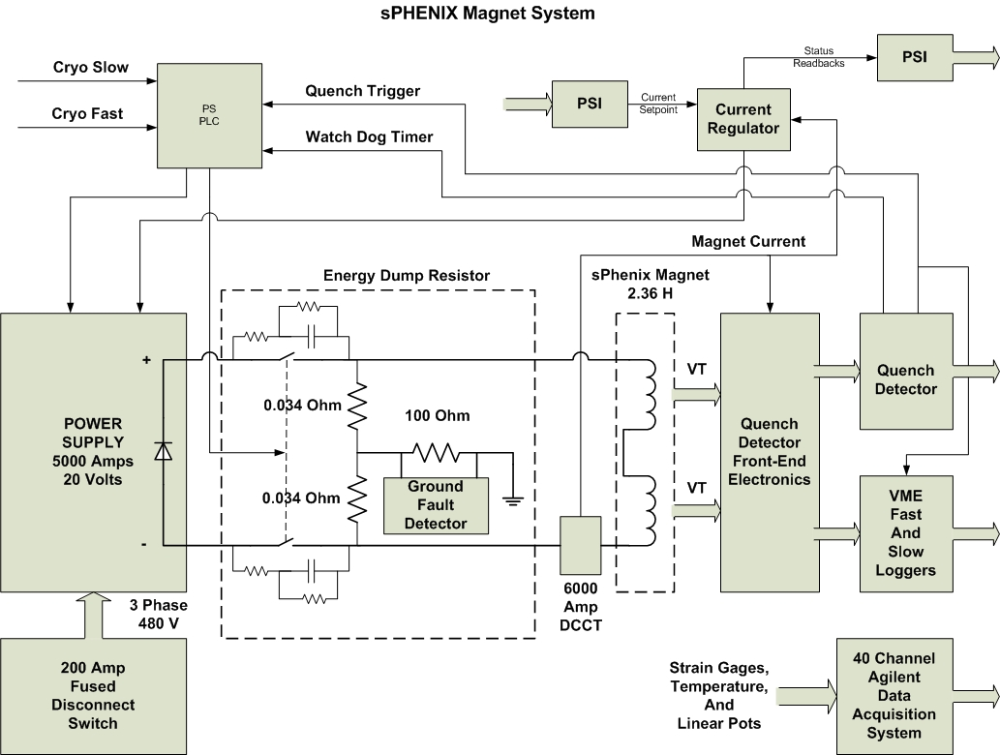 sPHENIX Magnet System
Cryo Slow
Cryo Fast
PS
PLC
Quench Trigger
Watch Dog Timer
PSI
Current
Setpoint
Current
Regulator
Status
Readbacks
PSI
Magnet Current
Energy Dump Resistor
sPhenix Magnet
2.36 H
+
-
POWER
SUPPLY
5000 Amps
20 Volts
0.034 Ohm
0.034 Ohm
100 Ohm
Ground
Fault
Detector
VT
VT
Quench
Detector
Front-End
Electronics
Quench
Detector
VME
Fast
And
Slow
Loggers
6000
Amp
DCCT
3 Phase
480 V
200 Amp
Fused
Disconnect
Switch
Strain Gages,
Temperature,
And
Linear Pots
40 Channel
Agilent
Data
Acquisition
System